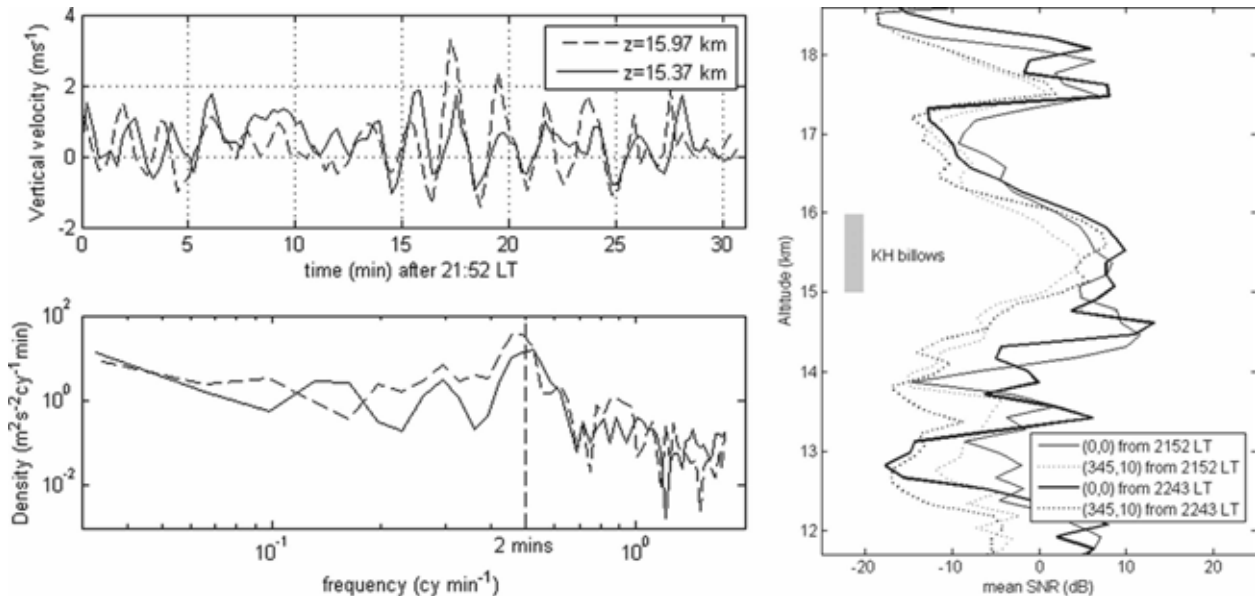 4
2
0
-2
Vertical velocity (ms-1)
z=15.97 km
z=15.37 km
0 5 10 15 20 25 30
time (min) after 21:52 LT
10²
10⁰
10⁻²
Density (m²s⁻²cy⁻¹min)
10⁻¹ 2 mins 10⁰
frequency (cy min⁻¹)
18
17
16
15
14
13
12
Altitude (km)
KH billows
(0,0) from 2152 LT
(345,10) from 2152 LT
(0,0) from 2243 LT
(345,10) from 2243 LT
-20 -10 0 10 20
mean SNR (dB)